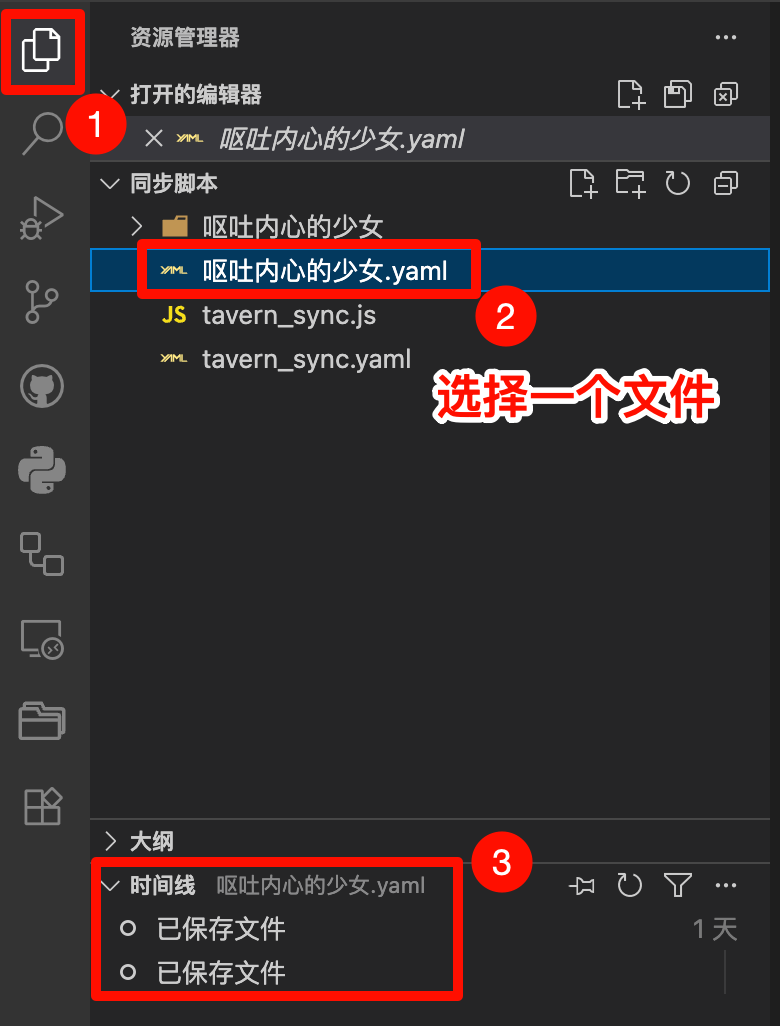 资源管理器
打开的编辑器
1
YAML 呕吐内心的少女.yaml
同步脚本
呕吐内心的少女
YAML 呕吐内心的少女.yaml
2
JS tavern_sync.js
YAML tavern_sync.yaml
选择一个文件
大纲
3
时间线 呕吐内心的少女.yaml
已保存文件 1 天
已保存文件